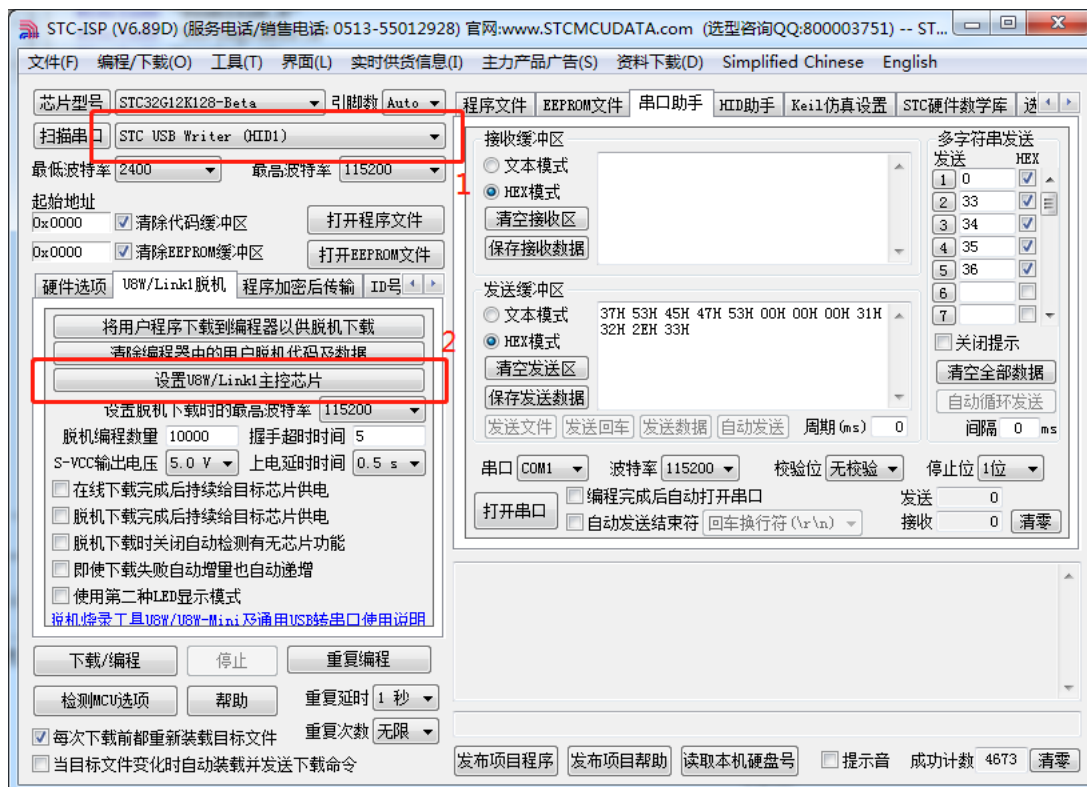 STC-ISP (V6.89D) (服务电话/销售电话: 0513-55012928) 官网:www.STCMCUDATA.com (选型咨询QQ:800003751) -- ST...
文件(F) 编程/下载(O) 工具(T) 界面(L) 实时供货信息(I) 主力产品广告(S) 资料下载(D) Simplified Chinese English
芯片型号 STC32G12K128-Beta 引脚数 Auto
扫描串口 STC USB Writer (HID1)
1
最低波特率 2400 最高波特率 115200
起始地址
0x0000 清除代码缓冲区 打开程序文件
0x0000 清除EEPROM缓冲区 打开EEPROM文件
硬件选项 U8W/Link1脱机 程序加密后传输 ID号
将用户程序下载到编程器以供脱机下载
2
清除编程器中的用户脱机代码及数据
设置U8W/Link1主控芯片
设置脱机下载时的最高波特率 115200
脱机编程数量 10000 握手超时时间 5
S-VCC输出电压 5.0 V 上电延时时间 0.5 s
在线下载完成后持续给目标芯片供电
脱机下载完成后持续给目标芯片供电
脱机下载时关闭自动检测有无芯片功能
即使下载失败自动增量也自动递增
使用第二种LED显示模式
脱机烧录工具U8W/U8W-Mini及通用USB转串口使用说明
下载/编程 停止 重复编程
检测MCU选项 帮助 重复延时 1 秒
每次下载前都重新装载目标文件 重复次数 无限
当目标文件变化时自动装载并发送下载命令
程序文件 EEPROM文件 串口助手 HID助手 Keil仿真设置 STC硬件数学库 选
接收缓冲区
文本模式
HEX模式
清空接收区
保存接收数据
多字符串发送
发送 HEX
1 0
2 33
3 34
4 35
5 36
6
7
关闭提示
清空全部数据
自动循环发送
间隔 0 ms
发送缓冲区
文本模式
HEX模式
清空发送区
保存发送数据
37H 53H 45H 47H 53H 00H 00H 00H 31H
32H 2EH 33H
发送文件 发送回车 发送数据 自动发送 周期(ms) 0
串口 COM1 波特率 115200 校验位 无校验 停止位 1位
打开串口 编程完成后自动打开串口 发送 0
自动发送结束符 回车换行符(\r\n) 接收 0 清零
发布项目程序 发布项目帮助 读取本机硬盘号 提示音 成功计数 4673 清零